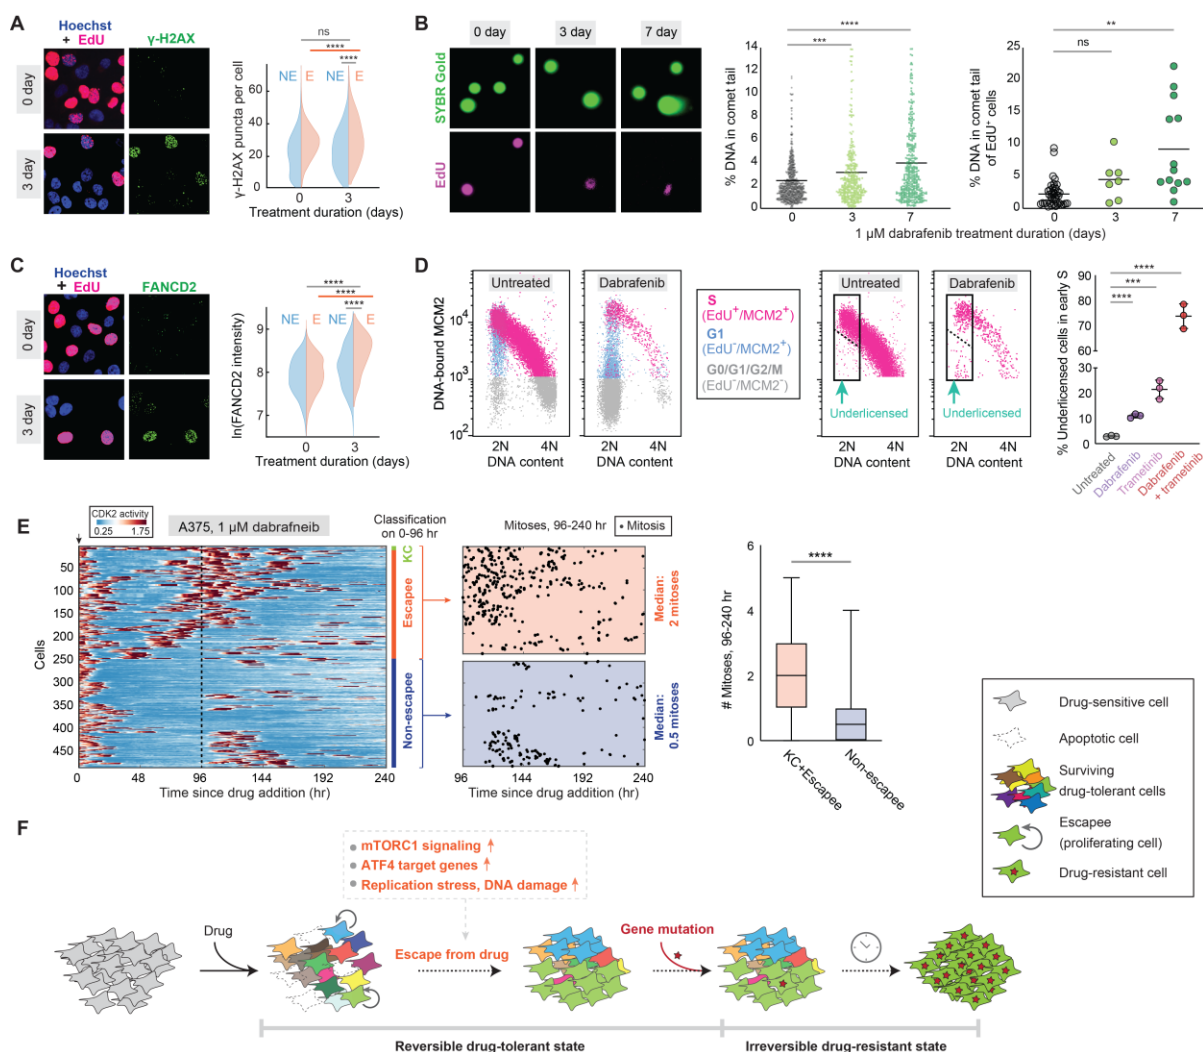 A
Hoechst
+ EdU
γ-H2AX
0 day
3 day
γ-H2AX puncta per cell
60
40
20
0
ns
****
****
NE
E
NE
E
0
3
Treatment duration (days)
B
0 day
3 day
7 day
SYBR Gold
EdU
% DNA in comet tail
14
12
10
8
6
4
2
0
****
***
0
3
7
% DNA in comet tail
of EdU⁺ cells
25
20
15
10
5
0
**
ns
0
3
7
1 µM dabrafenib treatment duration (days)
C
Hoechst
+ EdU
FANCD2
0 day
3 day
ln(FANCD2 intensity)
9
8
7
****
****
****
NE
E
NE
E
0
3
Treatment duration (days)
D
Untreated
Dabrafenib
DNA-bound MCM2
10⁴
10³
10²
2N
4N
DNA content
2N
4N
DNA content
S
(EdU⁺/MCM2⁺)
G1
(EdU⁻/MCM2⁺)
G0/G1/G2/M
(EdU⁻/MCM2⁻)
Untreated
Dabrafenib
Underlicensed
Underlicensed
2N
4N
DNA content
2N
4N
DNA content
% Underlicensed cells in early S
90
80
70
60
30
20
10
0
****
***
****
Untreated
Dabrafenib
Trametinib
Dabrafenib
+ trametinib
E
CDK2 activity
0.25
1.75
A375, 1 µM dabrafneib
Classification
on 0-96 hr
Cells
50
100
150
200
250
300
350
400
450
0
48
96
144
192
240
Time since drug addition (hr)
KC
Escapee
Non-escapee
Mitoses, 96-240 hr
Mitosis
Median:
2 mitoses
Median:
0.5 mitoses
96
144
192
240
Time since drug addition (hr)
# Mitoses, 96-240 hr
6
4
2
0
****
KC+Escapee
Non-escapee
Drug-sensitive cell
Apoptotic cell
Surviving
drug-tolerant cells
Escapee
(proliferating cell)
Drug-resistant cell
F
mTORC1 signaling ↑
ATF4 target genes ↑
Replication stress, DNA damage ↑
Drug
Escape from drug
Gene mutation
Reversible drug-tolerant state
Irreversible drug-resistant state